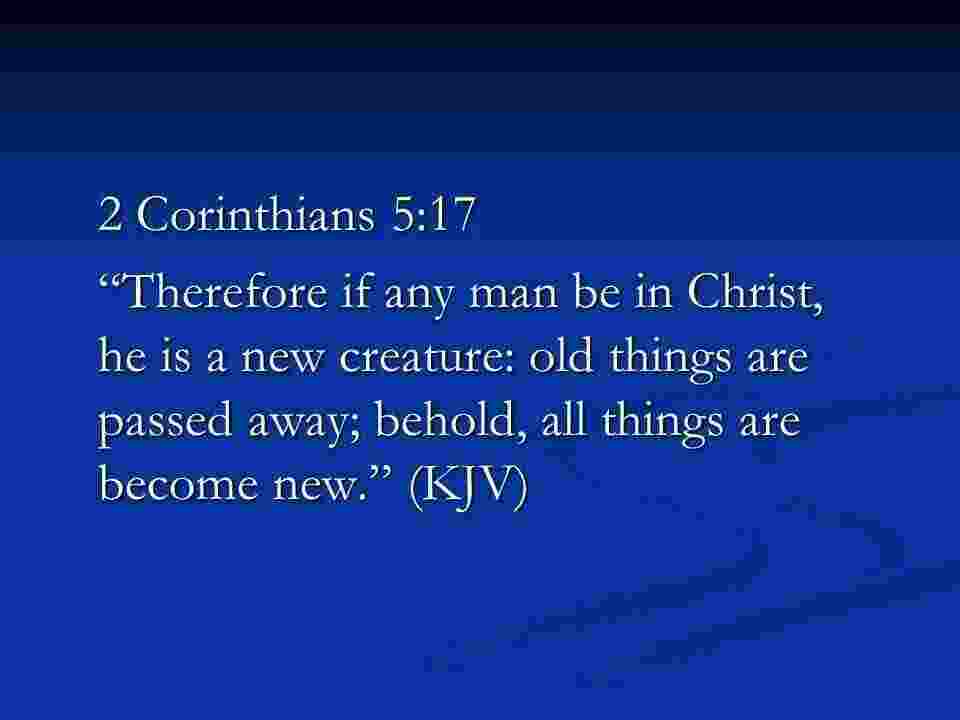 2 Corinthians 5:17
“Therefore if any man be in Christ,
he is a new creature: old things are
passed away; behold, all things are
become new.” (KJV)